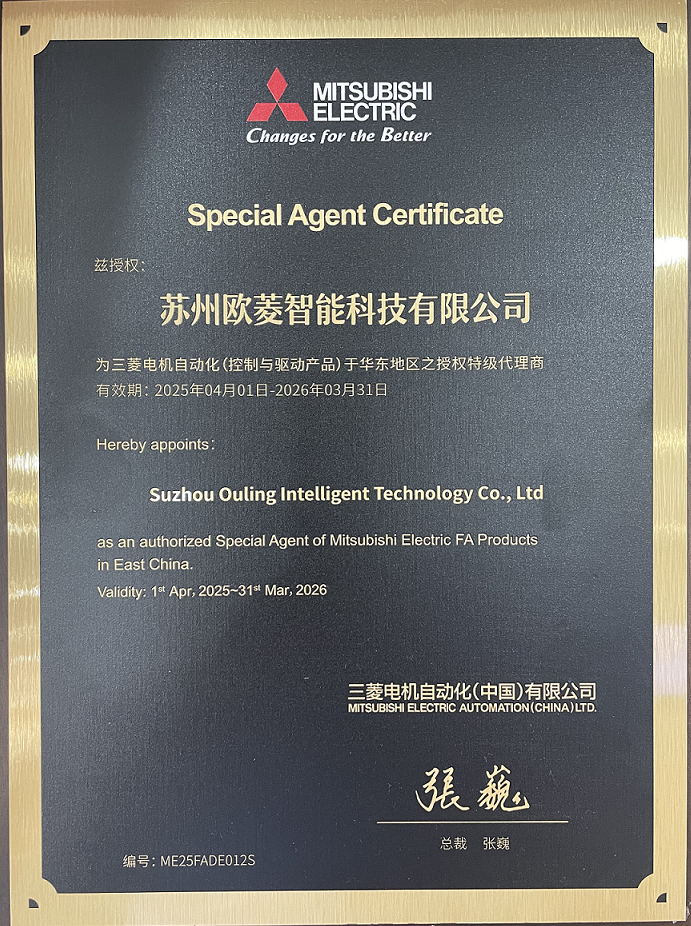 MITSUBISHI
ELECTRIC
Changes for the Better
Special Agent Certificate
兹授权：
苏州欧菱智能科技有限公司
为三菱电机自动化（控制与驱动产品）于华东地区之授权特级代理商
有效期：2025年04月01日-2026年03月31日
Hereby appoints：
Suzhou Ouling Intelligent Technology Co., Ltd
as an authorized Special Agent of Mitsubishi Electric FA Products
in East China.
Validity: 1st Apr, 2025~31st Mar, 2026
三菱电机自动化（中国）有限公司
MITSUBISHI ELECTRIC AUTOMATION(CHINA)LTD.
張巍
总裁 张巍
编号：ME25FADE012S